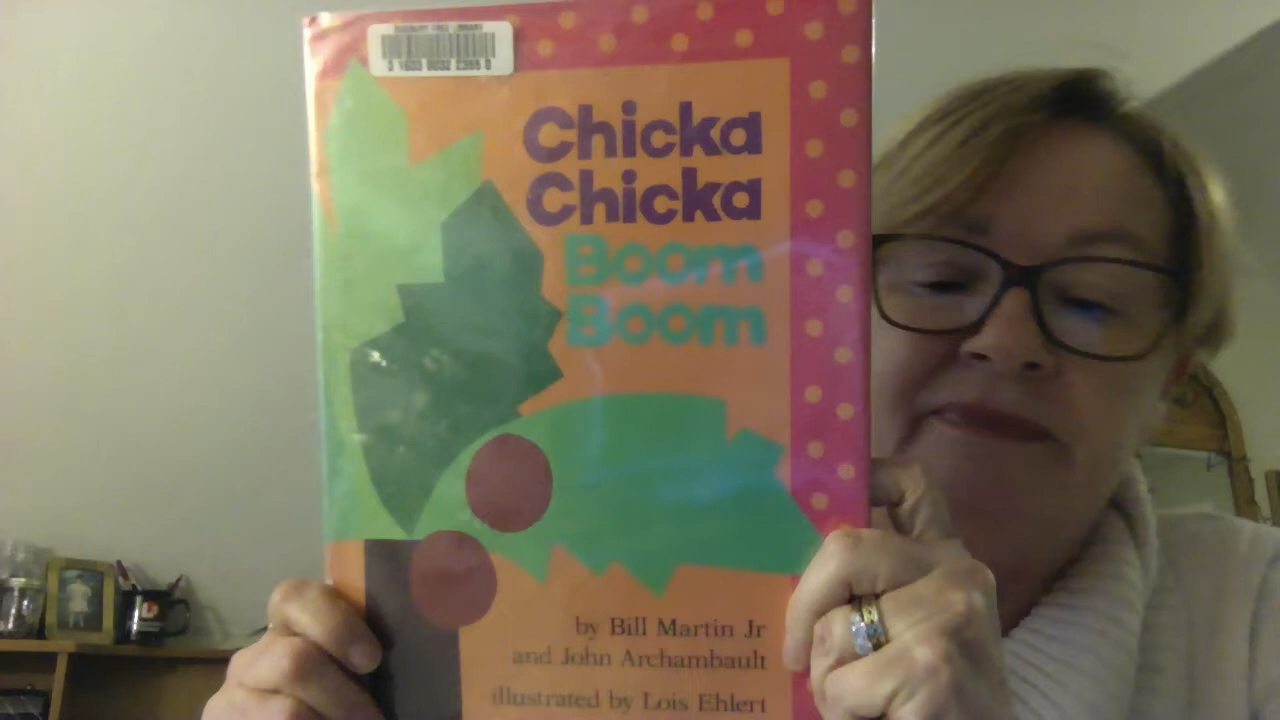 Chicka
Chicka
Boom
Boom
by Bill Martin Jr
and John Archambault
illustrated by Lois Ehlert